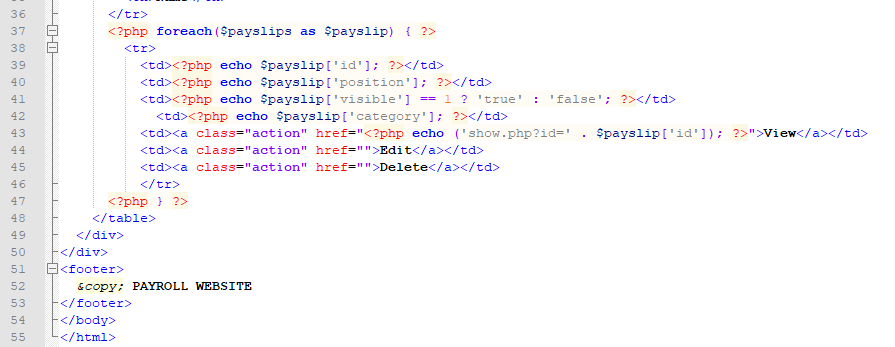 36 </tr>
37 <?php foreach($payslips as $payslip) { ?>
38 <tr>
39 <td><?php echo $payslip['id']; ?></td>
40 <td><?php echo $payslip['position']; ?></td>
41 <td><?php echo $payslip['visible'] == 1 ? 'true' : 'false'; ?></td>
42 <td><?php echo $payslip['category']; ?></td>
43 <td><a class="action" href="<?php echo ('show.php?id=' . $payslip['id']); ?>">View</a></td>
44 <td><a class="action" href="">Edit</a></td>
45 <td><a class="action" href="">Delete</a></td>
46 </tr>
47 <?php } ?>
48 </table>
49 </div>
50 </div>
51 <footer>
52 &copy; PAYROLL WEBSITE
53 </footer>
54 </body>
55 </html>